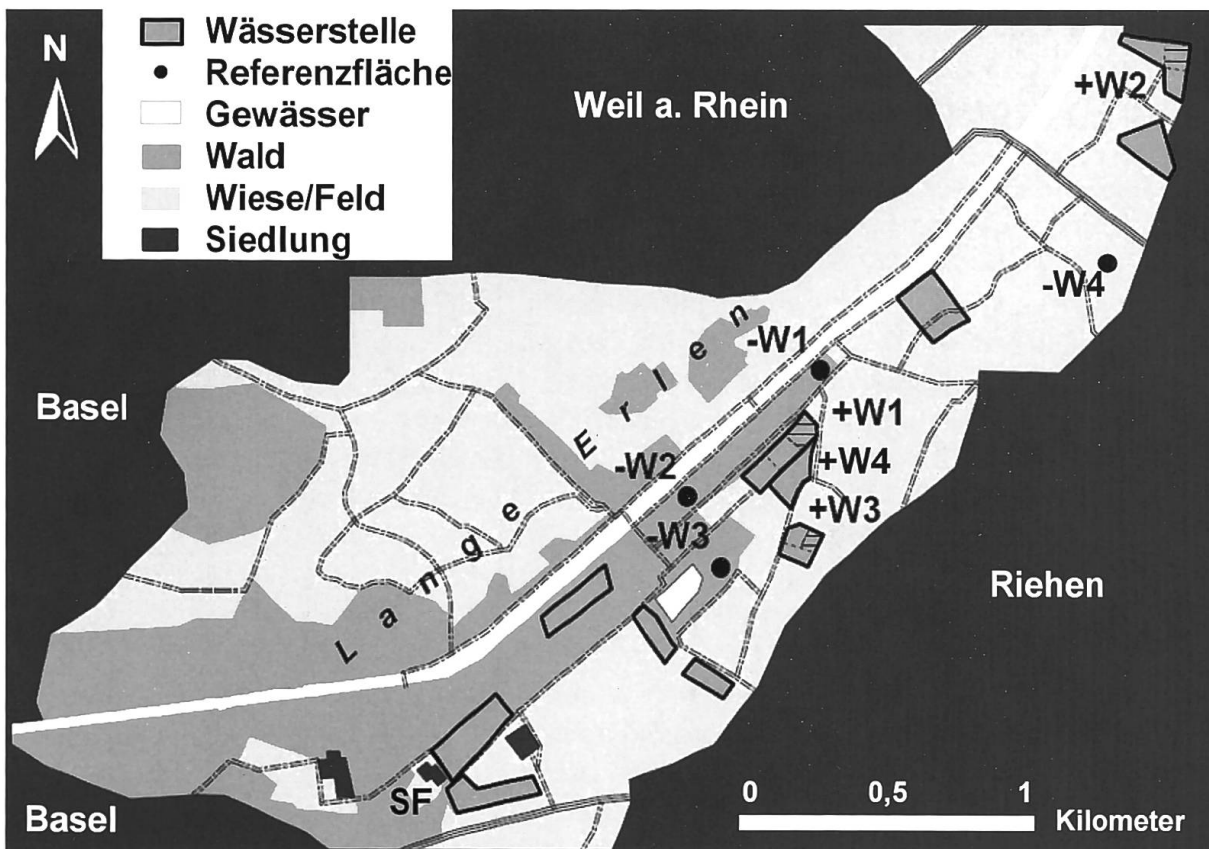 N
Wässerstelle
Referenzfläche
Gewässer
Wald
Wiese/Feld
Siedlung
Weil a. Rhein
+W2
-W4
-W1
Basel
Lange Erlen
+W1
-W2
+W4
+W3
-W3
Riehen
SF
Basel
0 0,5 1
Kilometer